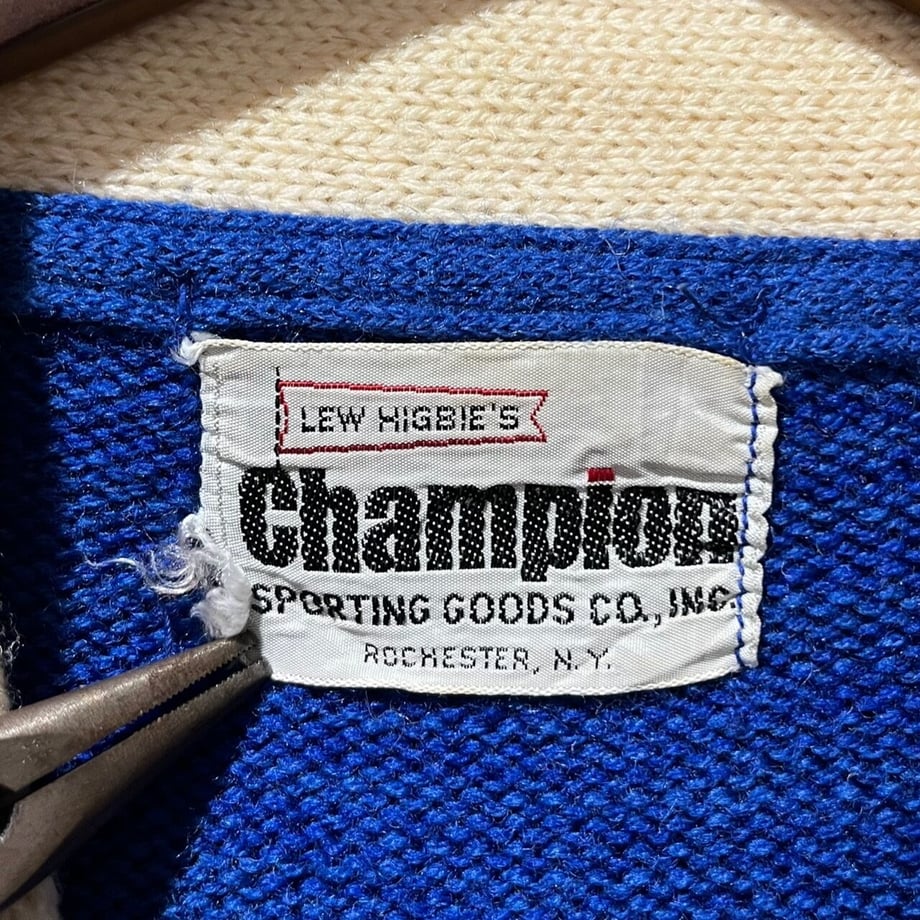 LEW HIGBIE'S
Champion
SPORTING GOODS CO., INC.
ROCHESTER, N.Y.